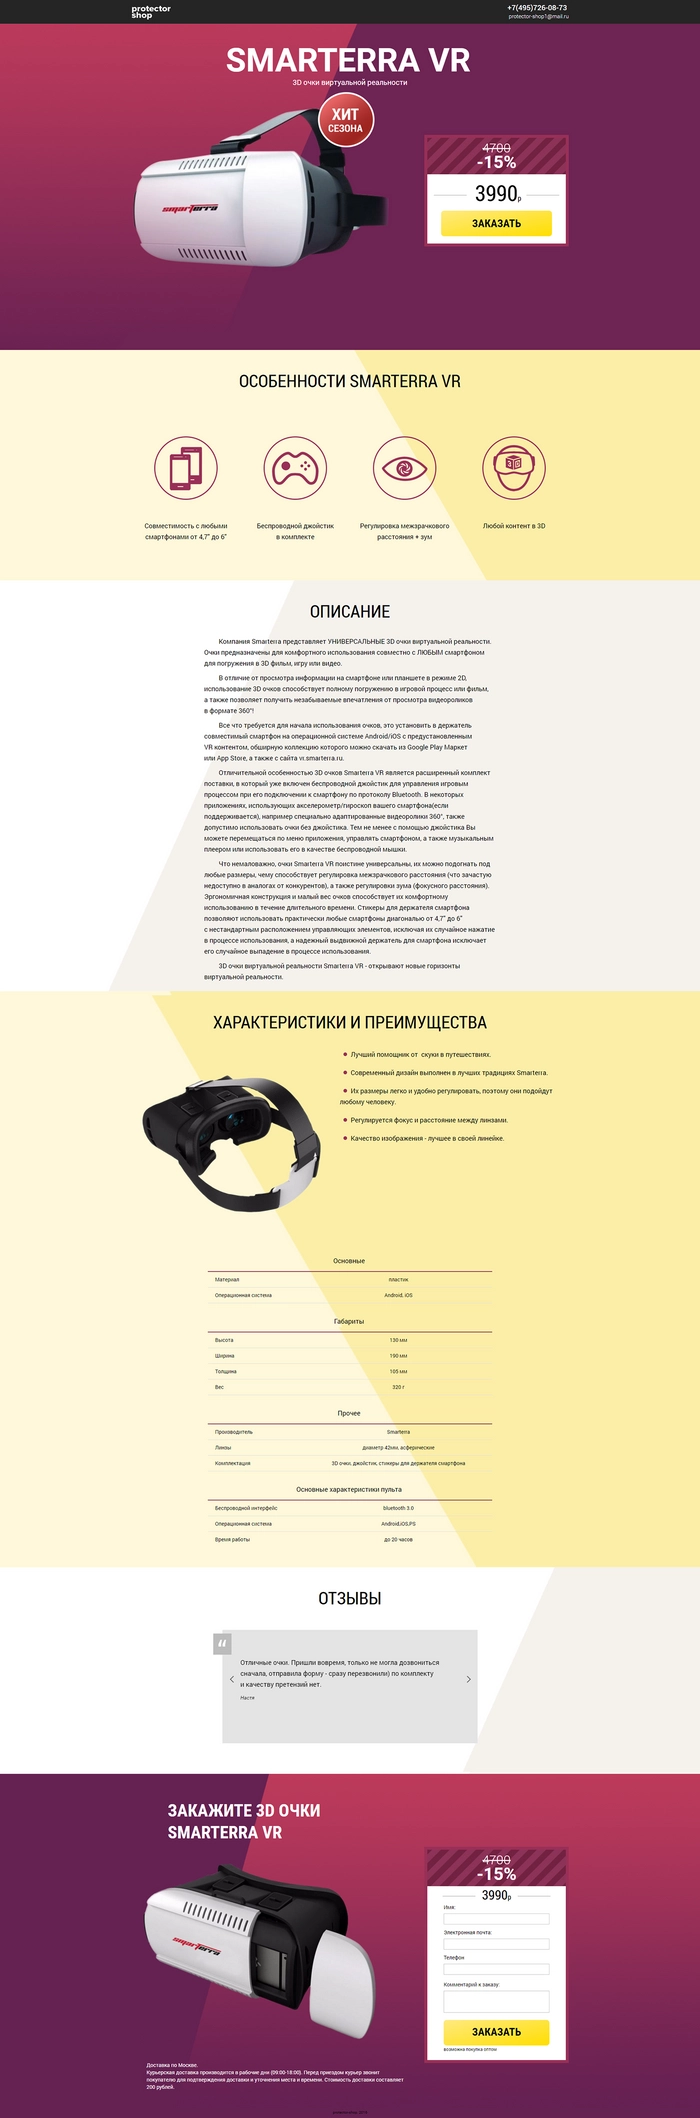 protector
shop
+7(495)726-08-73
protector-shop1@mail.ru
SMARTERRA VR
3D очки виртуальной реальности
ХИТ
СЕЗОНА
smarterra
4700
-15%
3990р
ЗАКАЗАТЬ
ОСОБЕННОСТИ SMARTERRA VR
Совместимость с любыми
смартфонами от 4,7" до 6"
Беспроводной джойстик
в комплекте
Регулировка межзрачкового
расстояния + зум
Любой контент в 3D
ОПИСАНИЕ
Компания Smarterra представляет УНИВЕРСАЛЬНЫЕ 3D очки виртуальной реальности.
Очки предназначены для комфортного использования совместно с ЛЮБЫМ смартфоном
для погружения в 3D фильм, игру или видео.
В отличие от просмотра информации на смартфоне или планшете в режиме 2D,
использование 3D очков способствует полному погружению в игровой процесс или фильм,
а также позволяет получить незабываемые впечатления от просмотра видеороликов
в формате 360°!
Все что требуется для начала использования очков, это установить в держатель
совместимый смартфон на операционной системе Android/iOS с предустановленным
VR контентом, обширную коллекцию которого можно скачать из Google Play Маркет
или App Store, а также с сайта vr.smarterra.ru.
Отличительной особенностью 3D очков Smarterra VR является расширенный комплект
поставки, в который уже включен беспроводной джойстик для управления игровым
процессом при его подключении к смартфону по протоколу Bluetooth. В некоторых
приложениях, использующих акселерометр/гироскоп вашего смартфона(если
поддерживается), например специально адаптированные видеоролики 360°, также
допустимо использовать очки без джойстика. Тем не менее с помощью джойстика Вы
можете перемещаться по меню приложения, управлять смартфоном, а также музыкальным
плеером или использовать его в качестве беспроводной мышки.
Что немаловажно, очки Smarterra VR поистине универсальны, их можно подогнать под
любые размеры, чему способствует регулировка межзрачкового расстояния (что зачастую
недоступно в аналогах от конкурентов), а также регулировки зума (фокусного расстояния).
Эргономичная конструкция и малый вес очков способствует их комфортному
использованию в течение длительного времени. Стикеры для держателя смартфона
позволяют использовать практически любые смартфоны диагональю от 4,7" до 6"
с нестандартным расположением управляющих элементов, исключая их случайное нажатие
в процессе использования, а надежный выдвижной держатель для смартфона исключает
его случайное выпадение в процессе использования.
3D очки виртуальной реальности Smarterra VR - открывают новые горизонты
виртуальной реальности.
ХАРАКТЕРИСТИКИ И ПРЕИМУЩЕСТВА
Лучший помощник от скуки в путешествиях.
Современный дизайн выполнен в лучших традициях Smarterra.
Их размеры легко и удобно регулировать, поэтому они подойдут
любому человеку.
Регулируется фокус и расстояние между линзами.
Качество изображения - лучшее в своей линейке.
Основные
Материал пластик
Операционная система Android, iOS
Габариты
Высота 130 мм
Ширина 190 мм
Толщина 105 мм
Вес 320 г
Прочее
Производитель Smarterra
Линзы диаметр 42мм, асферические
Комплектация 3D очки, джойстик, стикеры для держателя смартфона
Основные характеристики пульта
Беспроводной интерфейс bluetooth 3.0
Операционная система Android,iOS,PS
Время работы до 20 часов
ОТЗЫВЫ
Отличные очки. Пришли вовремя, только не могла дозвониться
сначала, отправила форму - сразу перезвонили) по комплекту
и качеству претензий нет.
Настя
ЗАКАЖИТЕ 3D ОЧКИ
SMARTERRA VR
smarterra
4700
-15%
3990р
Имя:
Электронная почта:
Телефон
Комментарий к заказу:
ЗАКАЗАТЬ
возможна покупка оптом
Доставка по Москве.
Курьерская доставка производится в рабочие дни (09:00-18:00). Перед приездом курьер звонит
покупателю для подтверждения доставки и уточнения места и времени. Стоимость доставки составляет
200 рублей.